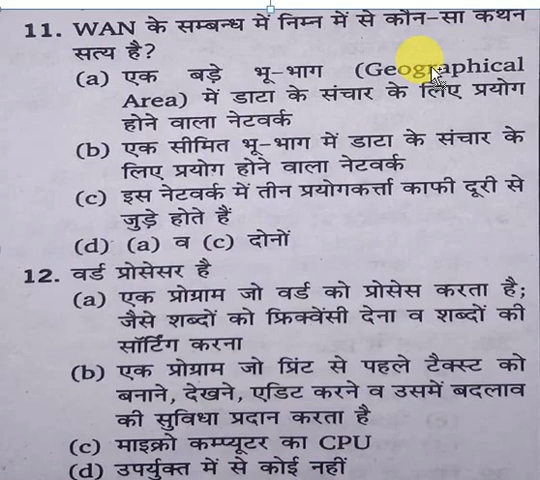 11. WAN के सम्बन्ध में निम्न में से कौन-सा कथन
सत्य है?
(a) एक बड़े भू-भाग (Geographical
Area) में डाटा के संचार के लिए प्रयोग
होने वाला नेटवर्क
(b) एक सीमित भू-भाग में डाटा के संचार के
लिए प्रयोग होने वाला नेटवर्क
(c) इस नेटवर्क में तीन प्रयोगकर्त्ता काफी दूरी से
जुड़े होते हैं
(d) (a) व (c) दोनों
12. वर्ड प्रोसेसर है
(a) एक प्रोग्राम जो वर्ड को प्रोसेस करता है;
जैसे शब्दों को फ्रिक्वेंसी देना व शब्दों की
सॉर्टिंग करना
(b) एक प्रोग्राम जो प्रिंट से पहले टैक्स्ट को
बनाने, देखने, एडिट करने व उसमें बदलाव
की सुविधा प्रदान करता है
(c) माइक्रो कम्प्यूटर का CPU
(d) उपर्युक्त में से कोई नहीं